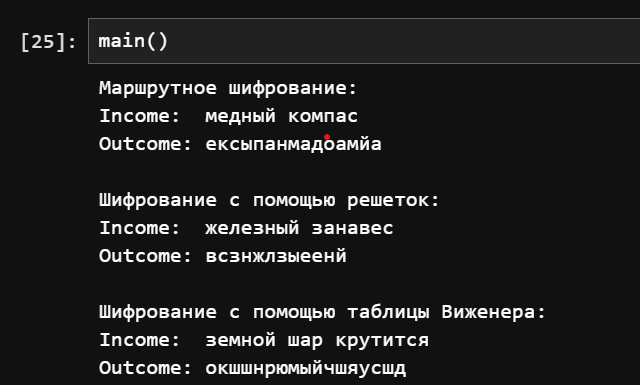 [25]: main()
Маршрутное шифрование:
Income: медный компас
Outcome: ексыпанмадоамйа
Шифрование с помощью решеток:
Income: железный занавес
Outcome: всзнжлзыеенй
Шифрование с помощью таблицы Виженера:
Income: земной шар крутится
Outcome: окшшнрюмыйчшяусшд